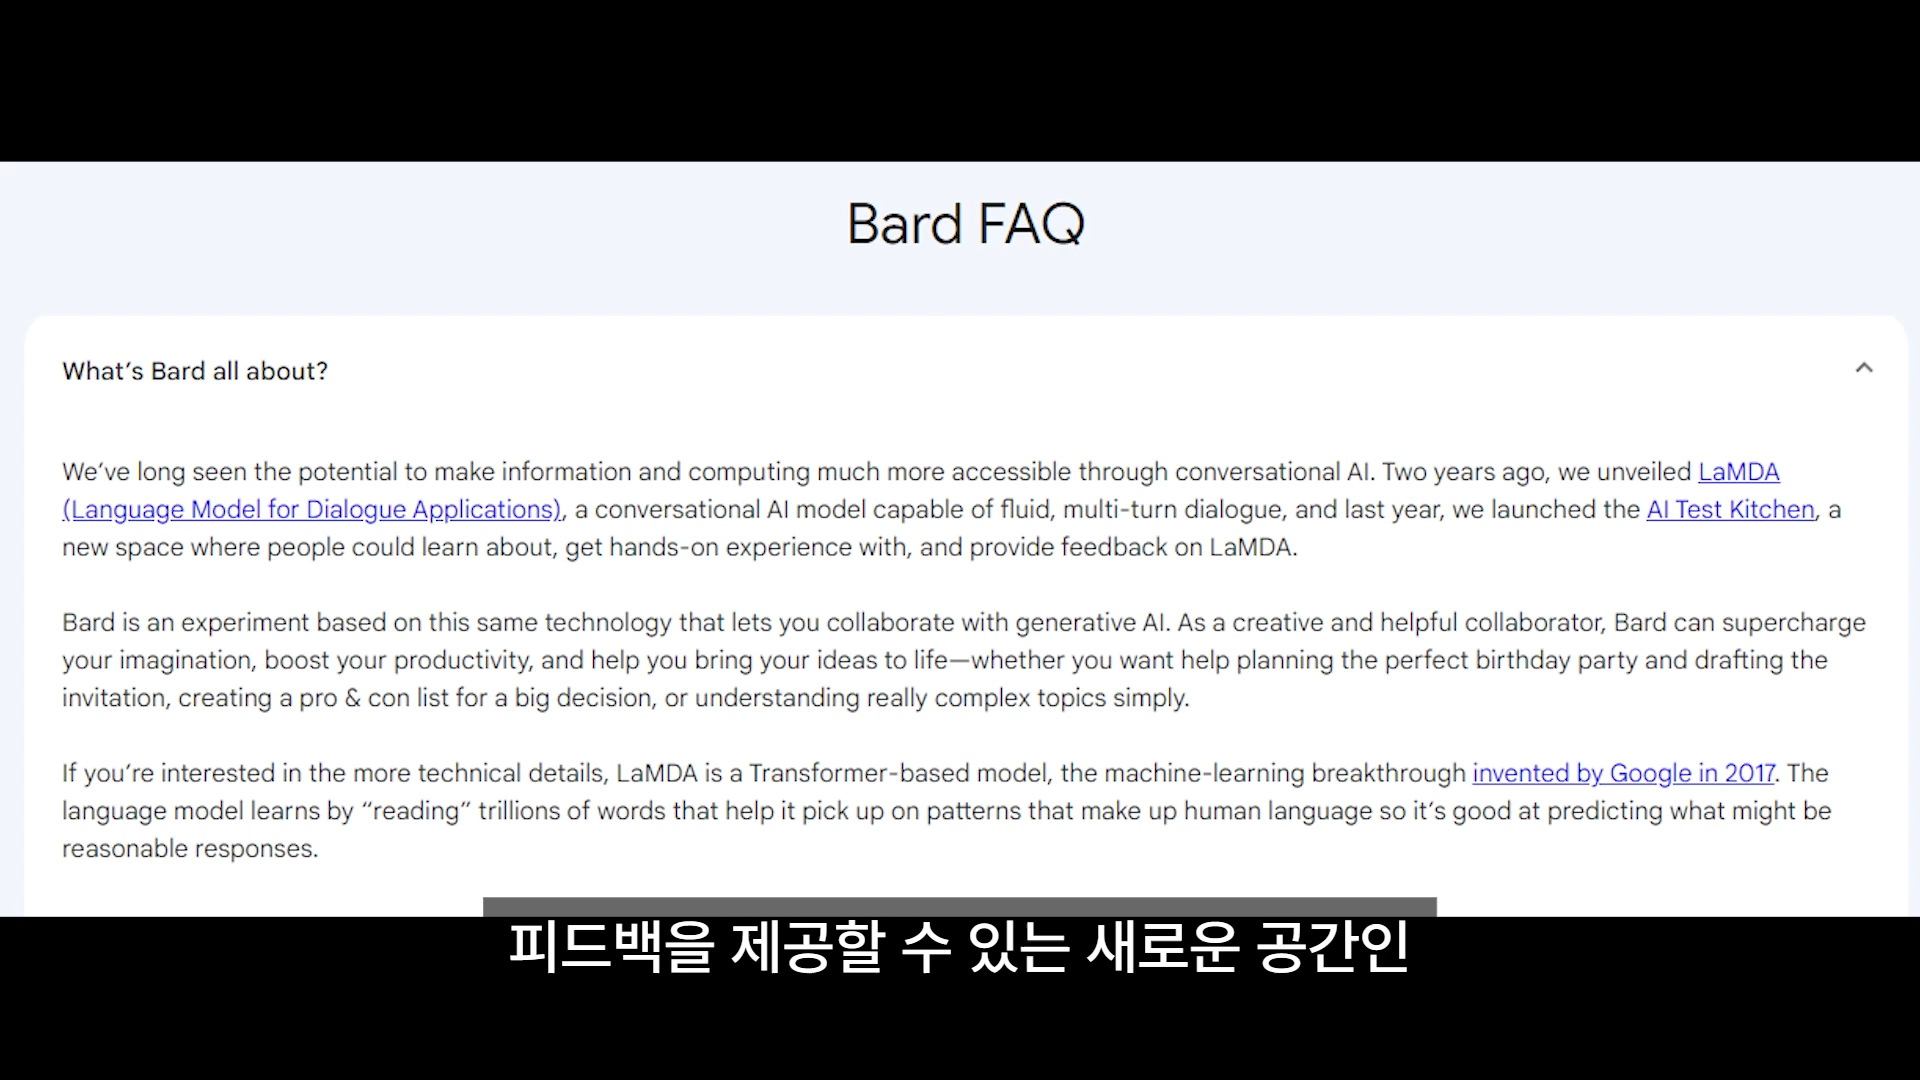 Bard FAQ
What’s Bard all about?
We’ve long seen the potential to make information and computing much more accessible through conversational AI. Two years ago, we unveiled LaMDA
(Language Model for Dialogue Applications), a conversational AI model capable of fluid, multi-turn dialogue, and last year, we launched the AI Test Kitchen, a
new space where people could learn about, get hands-on experience with, and provide feedback on LaMDA.
Bard is an experiment based on this same technology that lets you collaborate with generative AI. As a creative and helpful collaborator, Bard can supercharge
your imagination, boost your productivity, and help you bring your ideas to life—whether you want help planning the perfect birthday party and drafting the
invitation, creating a pro & con list for a big decision, or understanding really complex topics simply.
If you’re interested in the more technical details, LaMDA is a Transformer-based model, the machine-learning breakthrough invented by Google in 2017. The
language model learns by “reading” trillions of words that help it pick up on patterns that make up human language so it’s good at predicting what might be
reasonable responses.
피드백을 제공할 수 있는 새로운 공간인